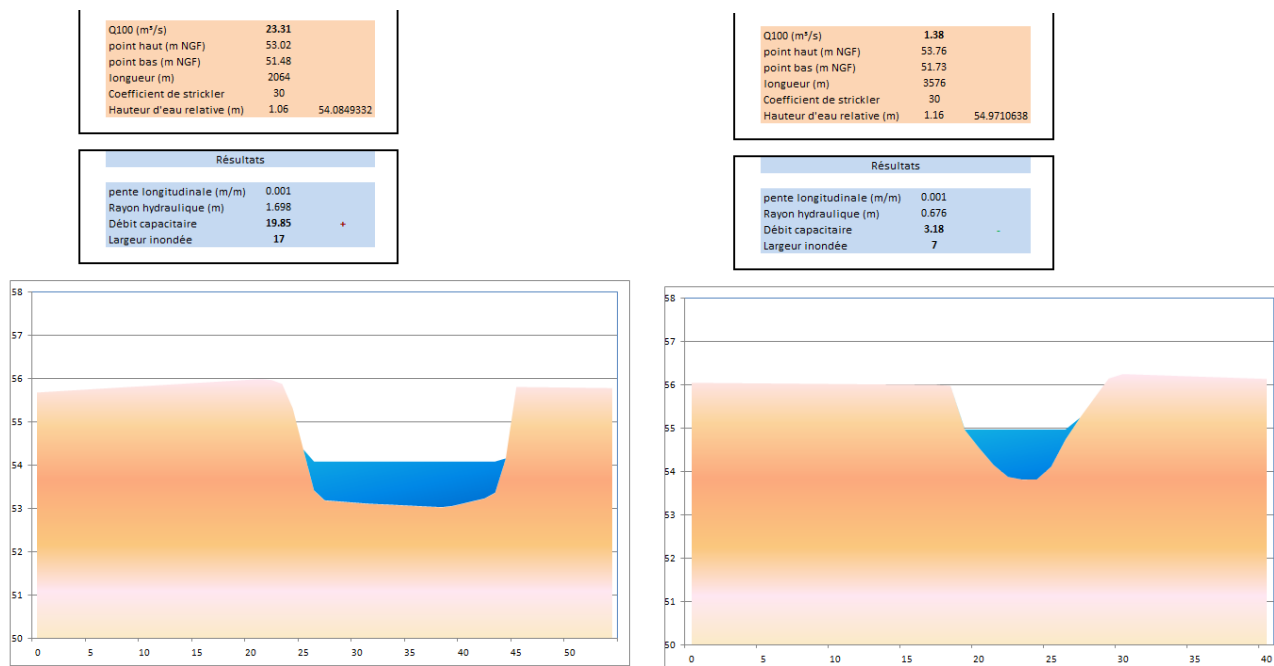 Q100 (m³/s) 23.31
point haut (m NGF) 53.02
point bas (m NGF) 51.48
longueur (m) 2064
Coefficient de strickler 30
Hauteur d'eau relative (m) 1.06 54.0849332
Résultats
pente longitudinale (m/m) 0.001
Rayon hydraulique (m) 1.698
Débit capacitaire 19.85 +
Largeur inondée 17
58
57
56
55
54
53
52
51
50
0 5 10 15 20 25 30 35 40 45 50
Q100 (m³/s) 1.38
point haut (m NGF) 53.76
point bas (m NGF) 51.73
longueur (m) 3576
Coefficient de strickler 30
Hauteur d'eau relative (m) 1.16 54.9710638
Résultats
pente longitudinale (m/m) 0.001
Rayon hydraulique (m) 0.676
Débit capacitaire 3.18 -
Largeur inondée 7
58
57
56
55
54
53
52
51
50
0 5 10 15 20 25 30 35 40